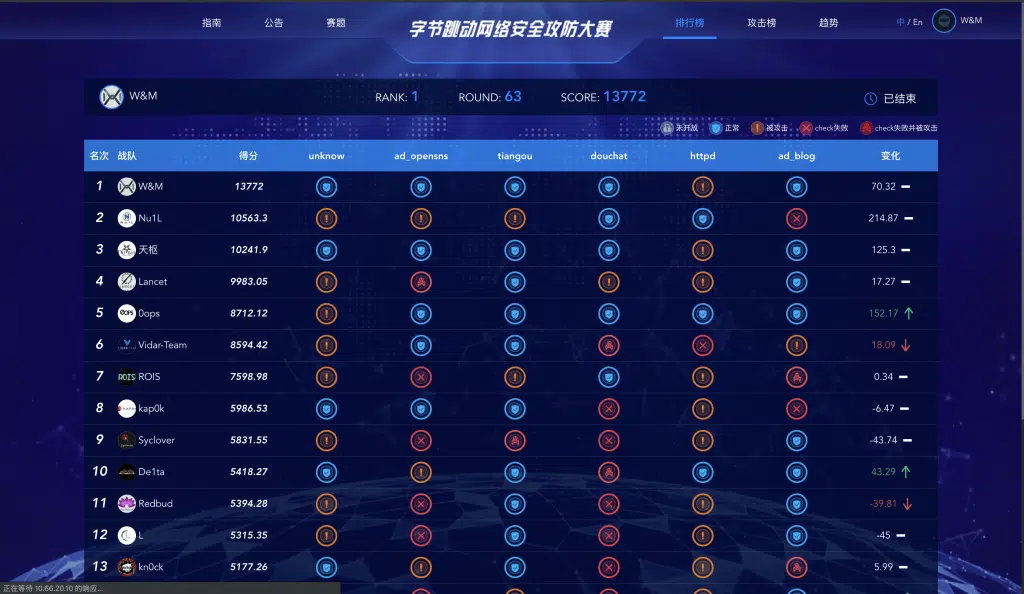 指南 公告 赛题 字节跳动网络安全攻防大赛 排行榜 攻击榜 趋势 中 / En W&M
W&M RANK: 1 ROUND: 63 SCORE: 13772 已结束
未开放 正常 被攻击 check失败 check失败并被攻击
名次 战队 得分 unknow ad_opensns tiangou douchat httpd ad_blog 变化
1 W&M 13772 70.32
2 Nu1L 10563.3 214.87
3 天枢 10241.9 125.3
4 Lancet 9983.05 17.27
5 0ops 8712.12 152.17
6 Vidar-Team 8594.42 18.09
7 ROIS ROIS 7598.98 0.34
8 kap0k 5986.53 -6.47
9 Syclover 5831.55 -43.74
10 De1ta 5418.27 43.29
11 Redbud 5394.28 -39.81
12 L 5315.35 -45
13 kn0ck 5177.26 5.99
正在等待 10.66.20.10 的响应...